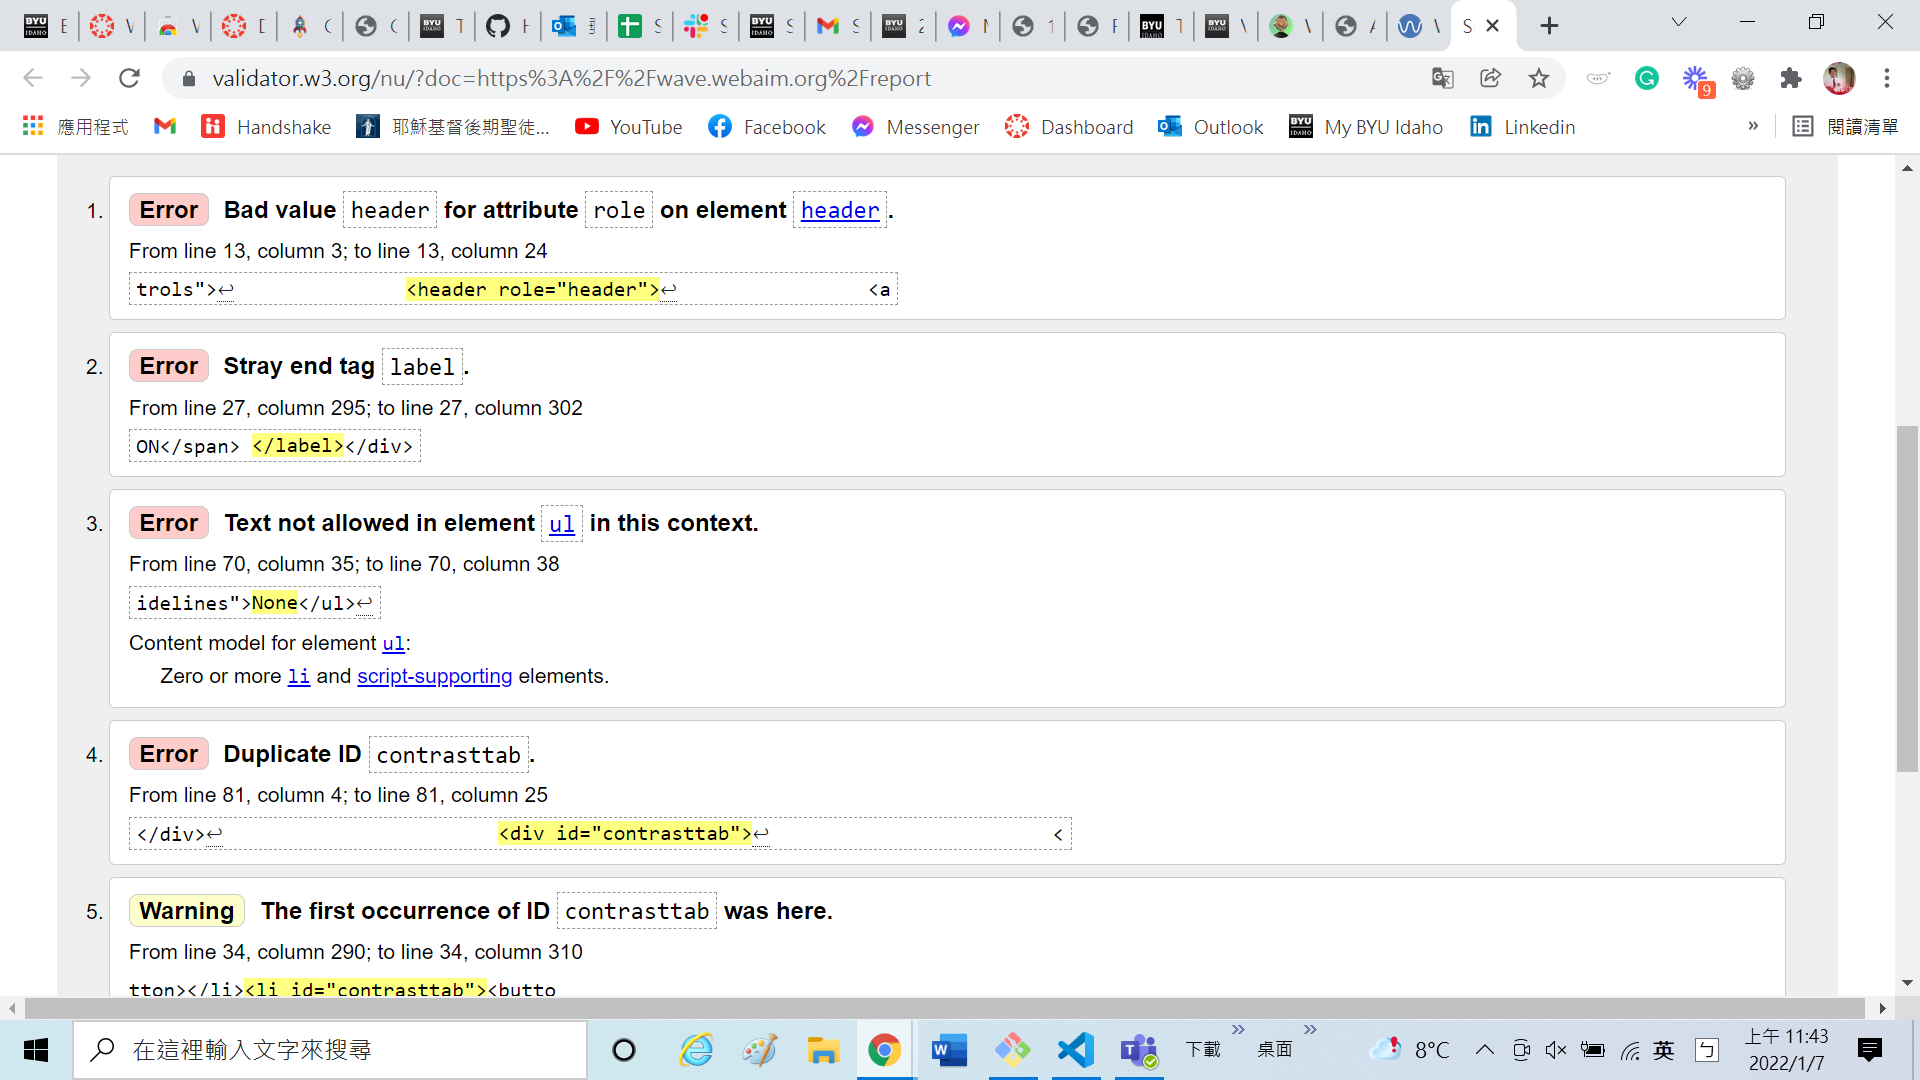 validator.w3.org/nu/?doc=https%3A%2F%2Fwave.webaim.org%2Freport
9
應用程式 Handshake 耶穌基督後期聖徒... YouTube Facebook Messenger Dashboard Outlook My BYU Idaho Linkedin » 閱讀清單
1. Error Bad value header for attribute role on element header.
From line 13, column 3; to line 13, column 24
trols">↩ <header role="header">↩ <a
2. Error Stray end tag label.
From line 27, column 295; to line 27, column 302
ON</span> </label></div>
3. Error Text not allowed in element ul in this context.
From line 70, column 35; to line 70, column 38
idelines">None</ul>↩
Content model for element ul:
Zero or more li and script-supporting elements.
4. Error Duplicate ID contrasttab.
From line 81, column 4; to line 81, column 25
</div>↩ <div id="contrasttab">↩ <
5. Warning The first occurrence of ID contrasttab was here.
From line 34, column 290; to line 34, column 310
tton></li><li id="contrasttab"><butto
在這裡輸入文字來搜尋 下載 » 桌面 » 8°C 英 ㄅ 上午 11:43
2022/1/7